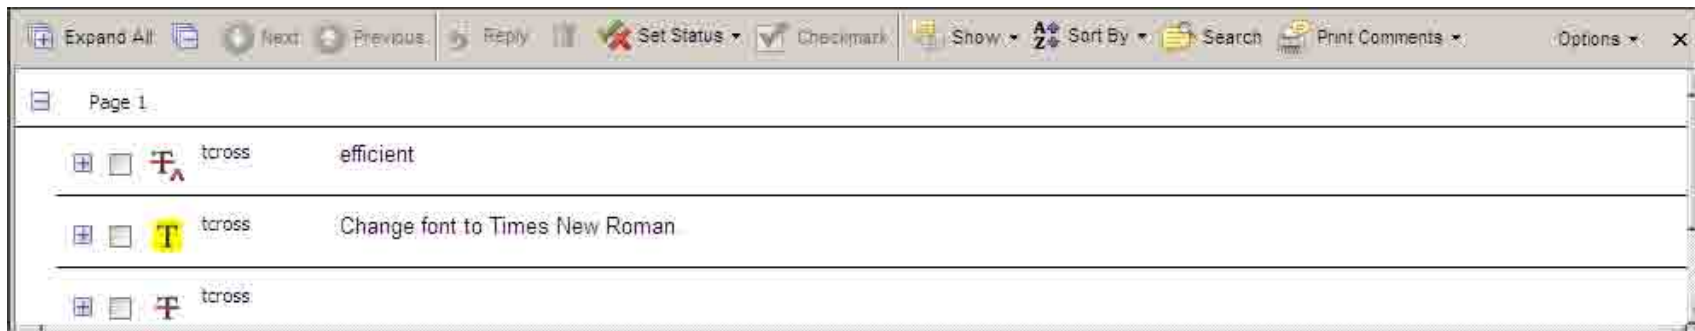 Expand All Next Previous Reply Set Status Checkmark Show Sort By Search Print Comments Options
Page 1
tcross efficient
tcross Change font to Times New Roman
tcross